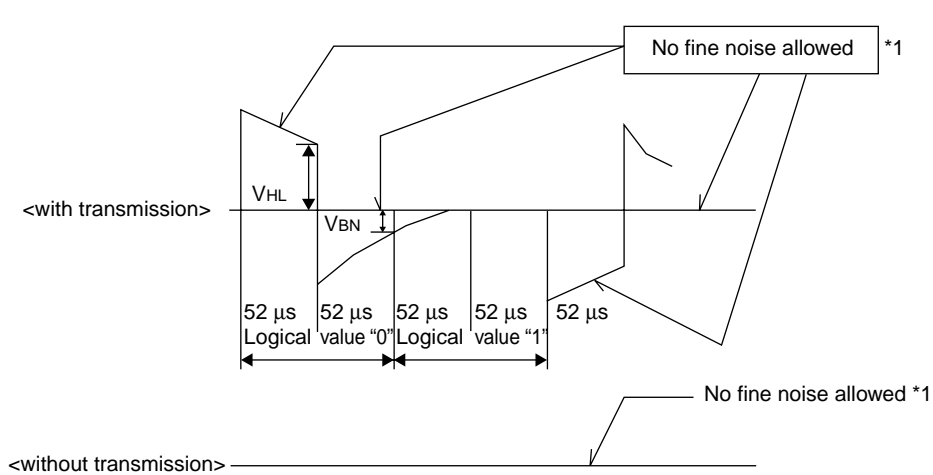 No fine noise allowed *1
VHL
<with transmission>
VBN
52 μs 52 μs 52 μs 52 μs 52 μs
Logical value “0” Logical value “1”
No fine noise allowed *1
<without transmission>